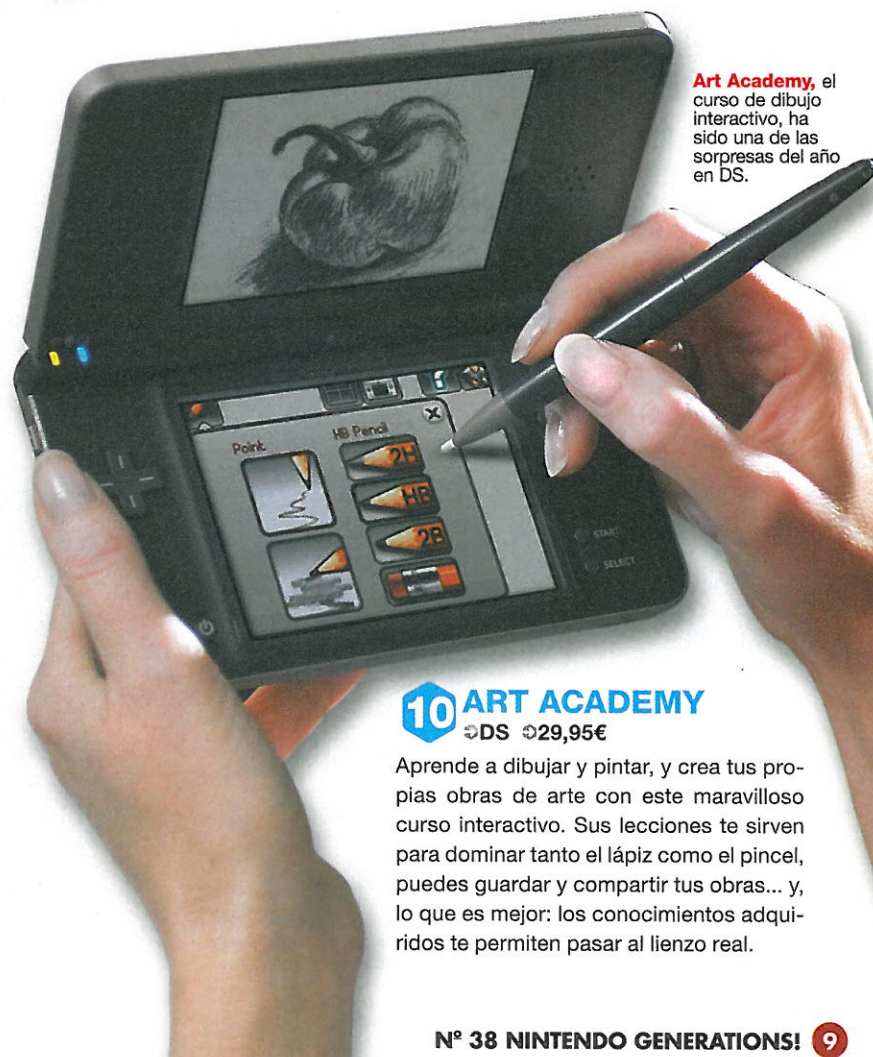 Art Academy, el
curso de dibujo
interactivo, ha
sido una de las
sorpresas del año
en DS.
Point
HB Pencil
2H
HB
2B
START
SELECT
10 ART ACADEMY
DS 29,95€
Aprende a dibujar y pintar, y crea tus pro-
pias obras de arte con este maravilloso
curso interactivo. Sus lecciones te sirven
para dominar tanto el lápiz como el pincel,
puedes guardar y compartir tus obras... y,
lo que es mejor: los conocimientos adqui-
ridos te permiten pasar al lienzo real.
Nº 38 NINTENDO GENERATIONS! 9